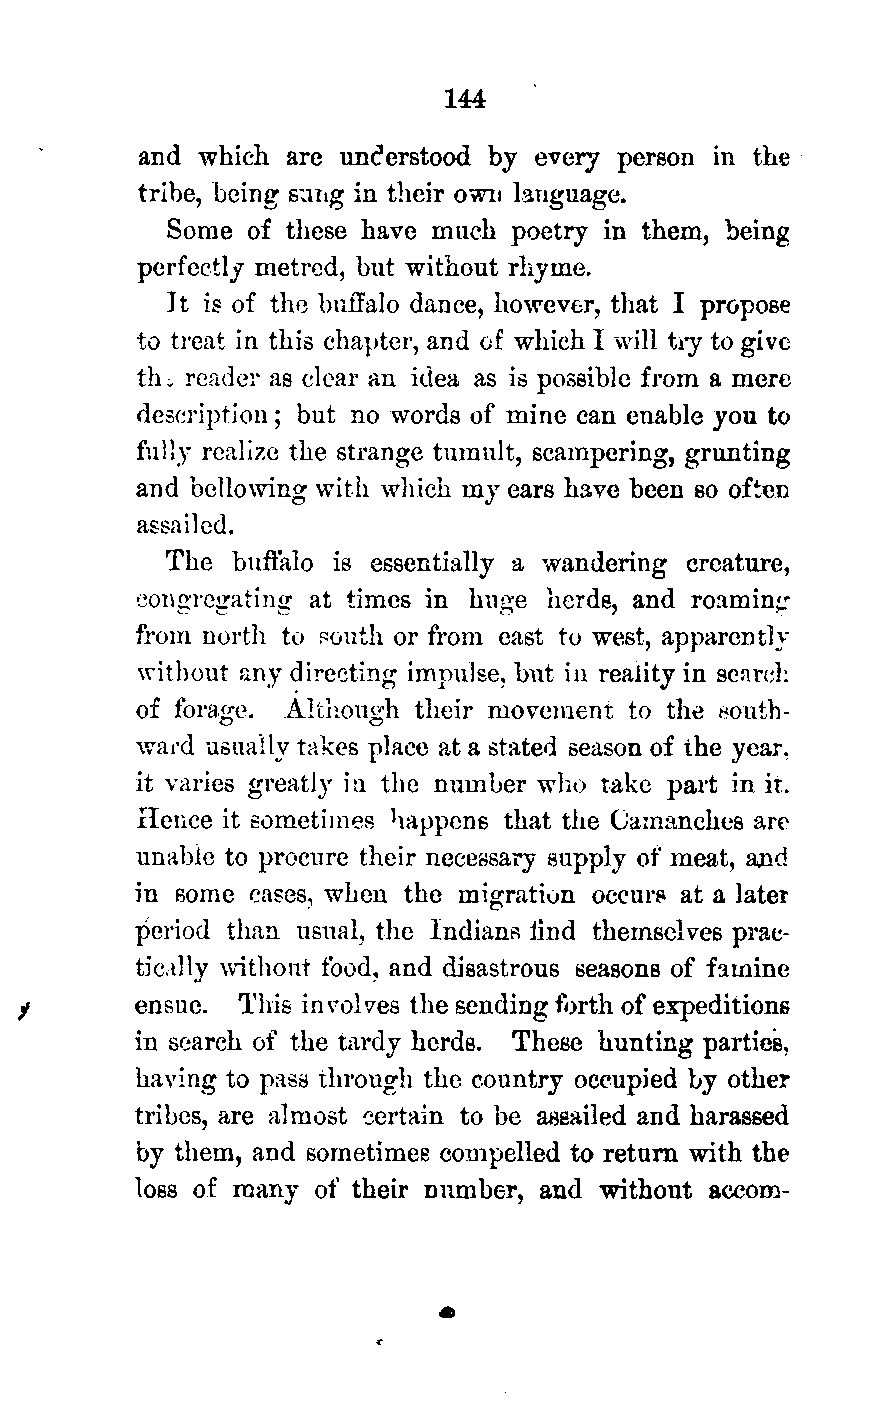 144
and which are understood by every person in the
tribe, being sung in their own language.
Some of these have much poetry in them, being
perfectly metred, but without rhyme.
It is of the buffalo dance, however, that I propose
to treat in this chapter, and of which I will try to give
the reader as clear an idea as is possible from a mere
description; but no words of mine can enable you to
fully realize the strange tumult, scampering, grunting
and bellowing with which my ears have been so often
assailed.
The buffalo is essentially a wandering creature,
congregating at times in huge herds, and roaming
from north to south or from east to west, apparently
without any directing impulse, but in reality in search
of forage. Although their movement to the south-
ward usually takes place at a stated season of the year,
it varies greatly in the number who take part in it.
Hence it sometimes happens that the Camanches are
unable to procure their necessary supply of meat, and
in some cases, when the migration occurs at a later
period than usual, the Indians find themselves prac-
tically without food, and disastrous seasons of famine
ensue. This involves the sending forth of expeditions
in search of the tardy herds. These hunting parties,
having to pass through the country occupied by other
tribes, are almost certain to be assailed and harassed
by them, and sometimes compelled to return with the
loss of many of their number, and without accom-